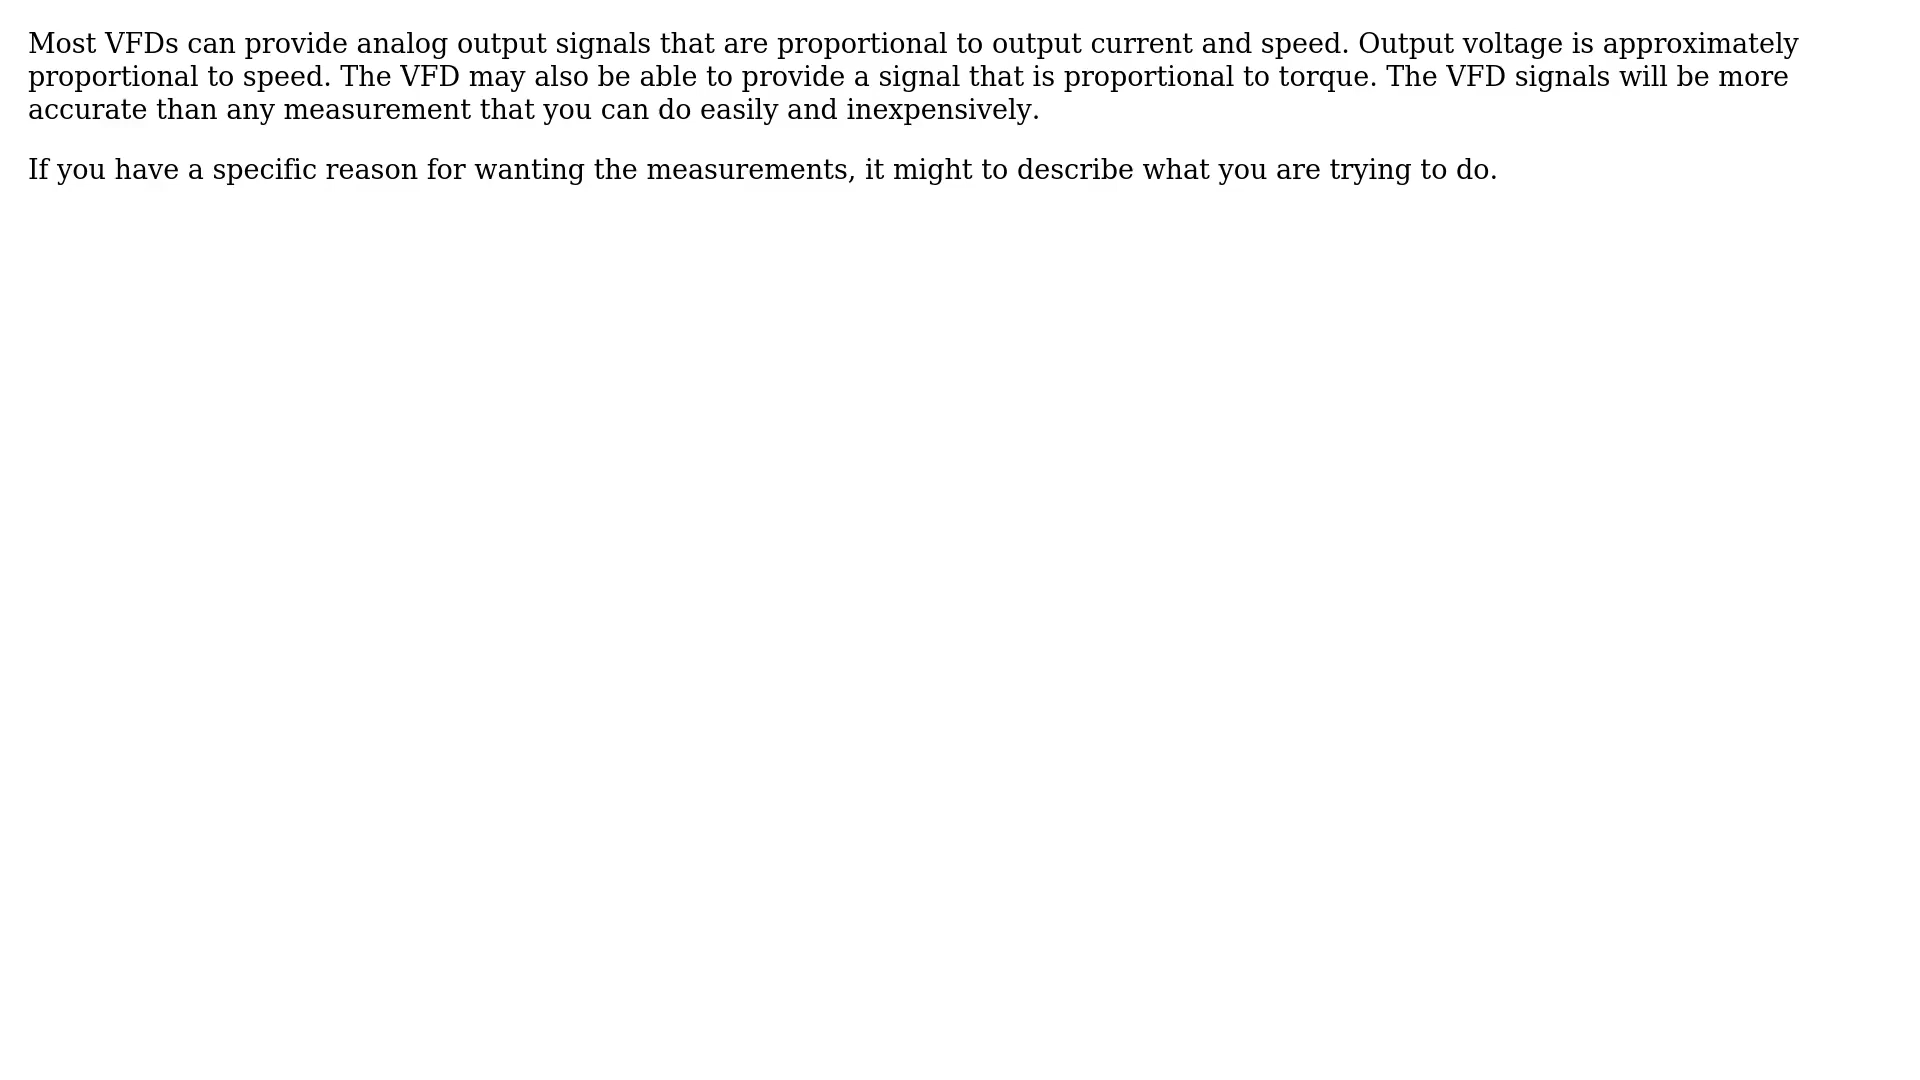 Most VFDs can provide analog output signals that are proportional to output current and speed. Output voltage is approximately
proportional to speed. The VFD may also be able to provide a signal that is proportional to torque. The VFD signals will be more
accurate than any measurement that you can do easily and inexpensively.
If you have a specific reason for wanting the measurements, it might to describe what you are trying to do.